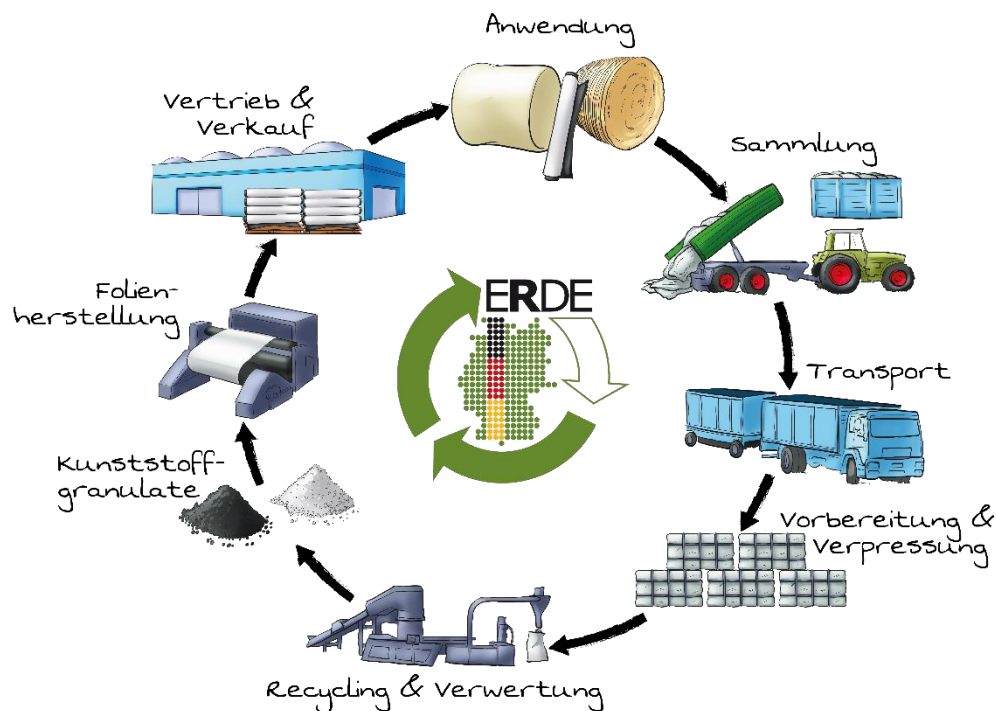 Anwendung
Vertrieb &
Verkauf
Sammlung
Folien-
herstellung
ERDE
Transport
Kunststoff-
granulate
Vorbereitung &
Verpressung
Recycling & Verwertung